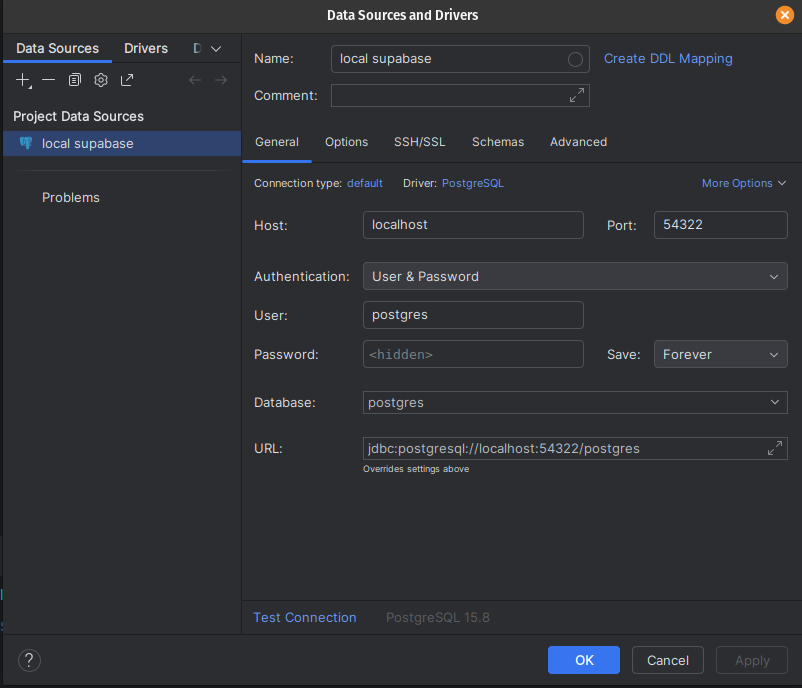 Data Sources and Drivers
Data Sources Drivers D
Project Data Sources
local supabase
Problems
Name: local supabase Create DDL Mapping
Comment:
General Options SSH/SSL Schemas Advanced
Connection type: default Driver: PostgreSQL More Options
Host: localhost Port: 54322
Authentication: User & Password
User: postgres
Password: <hidden> Save: Forever
Database: postgres
URL: jdbc:postgresql://localhost:54322/postgres
Overrides settings above
Test Connection PostgreSQL 15.8
? OK Cancel Apply